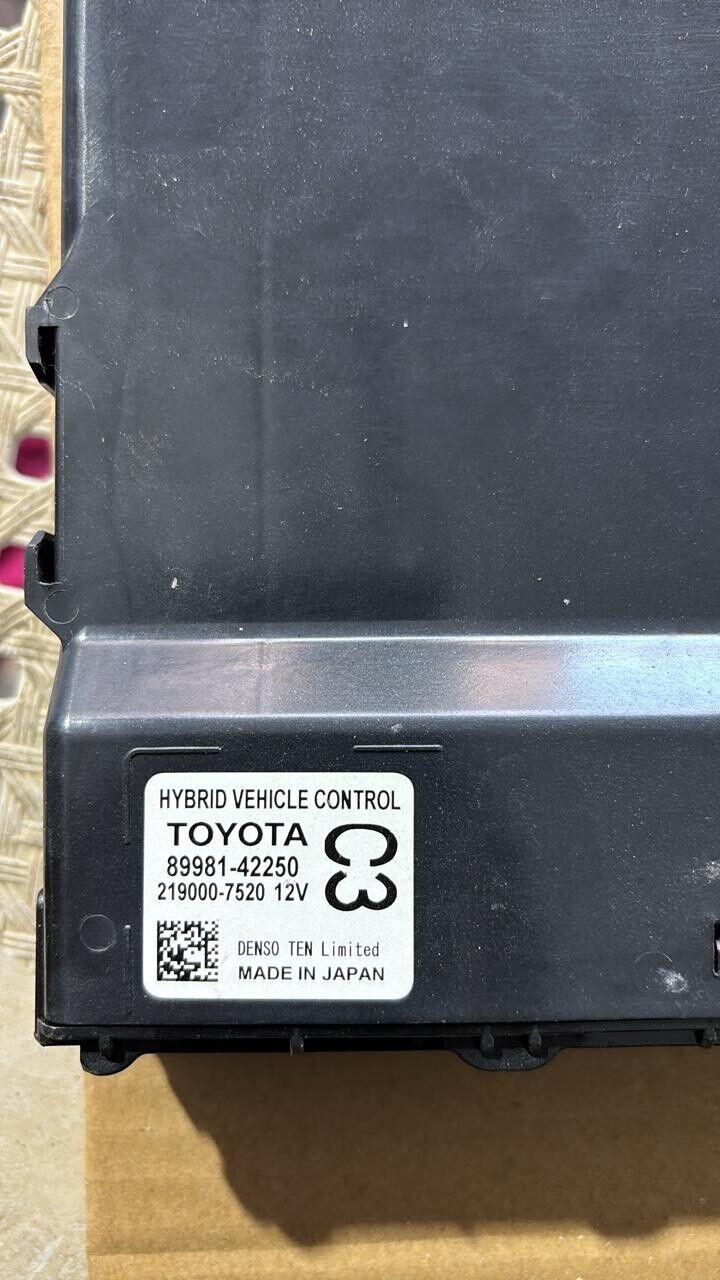 HYBRID VEHICLE CONTROL
TOYOTA
89981-42250
219000-7520 12V
C3
DENSO TEN Limited
MADE IN JAPAN